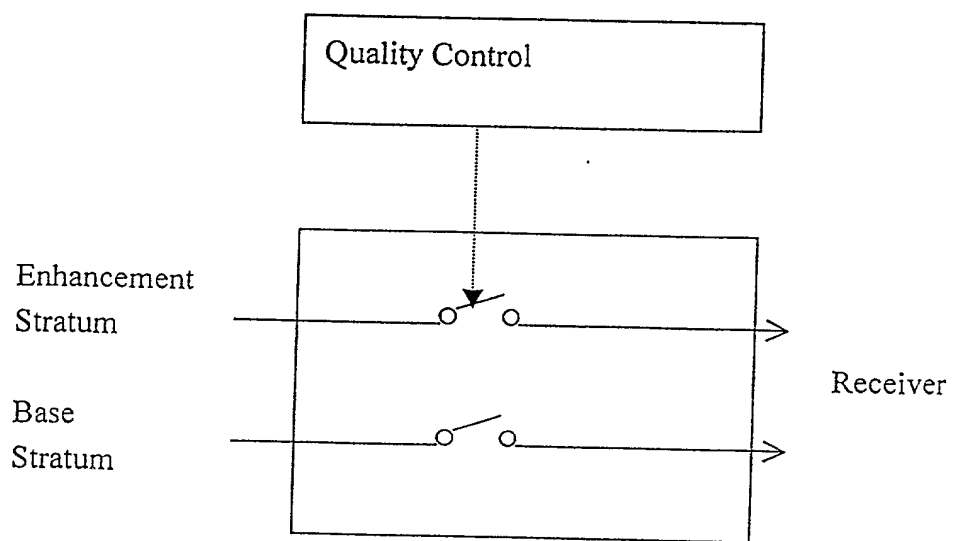 Quality Control
Enhancement
Stratum
Receiver
Base
Stratum